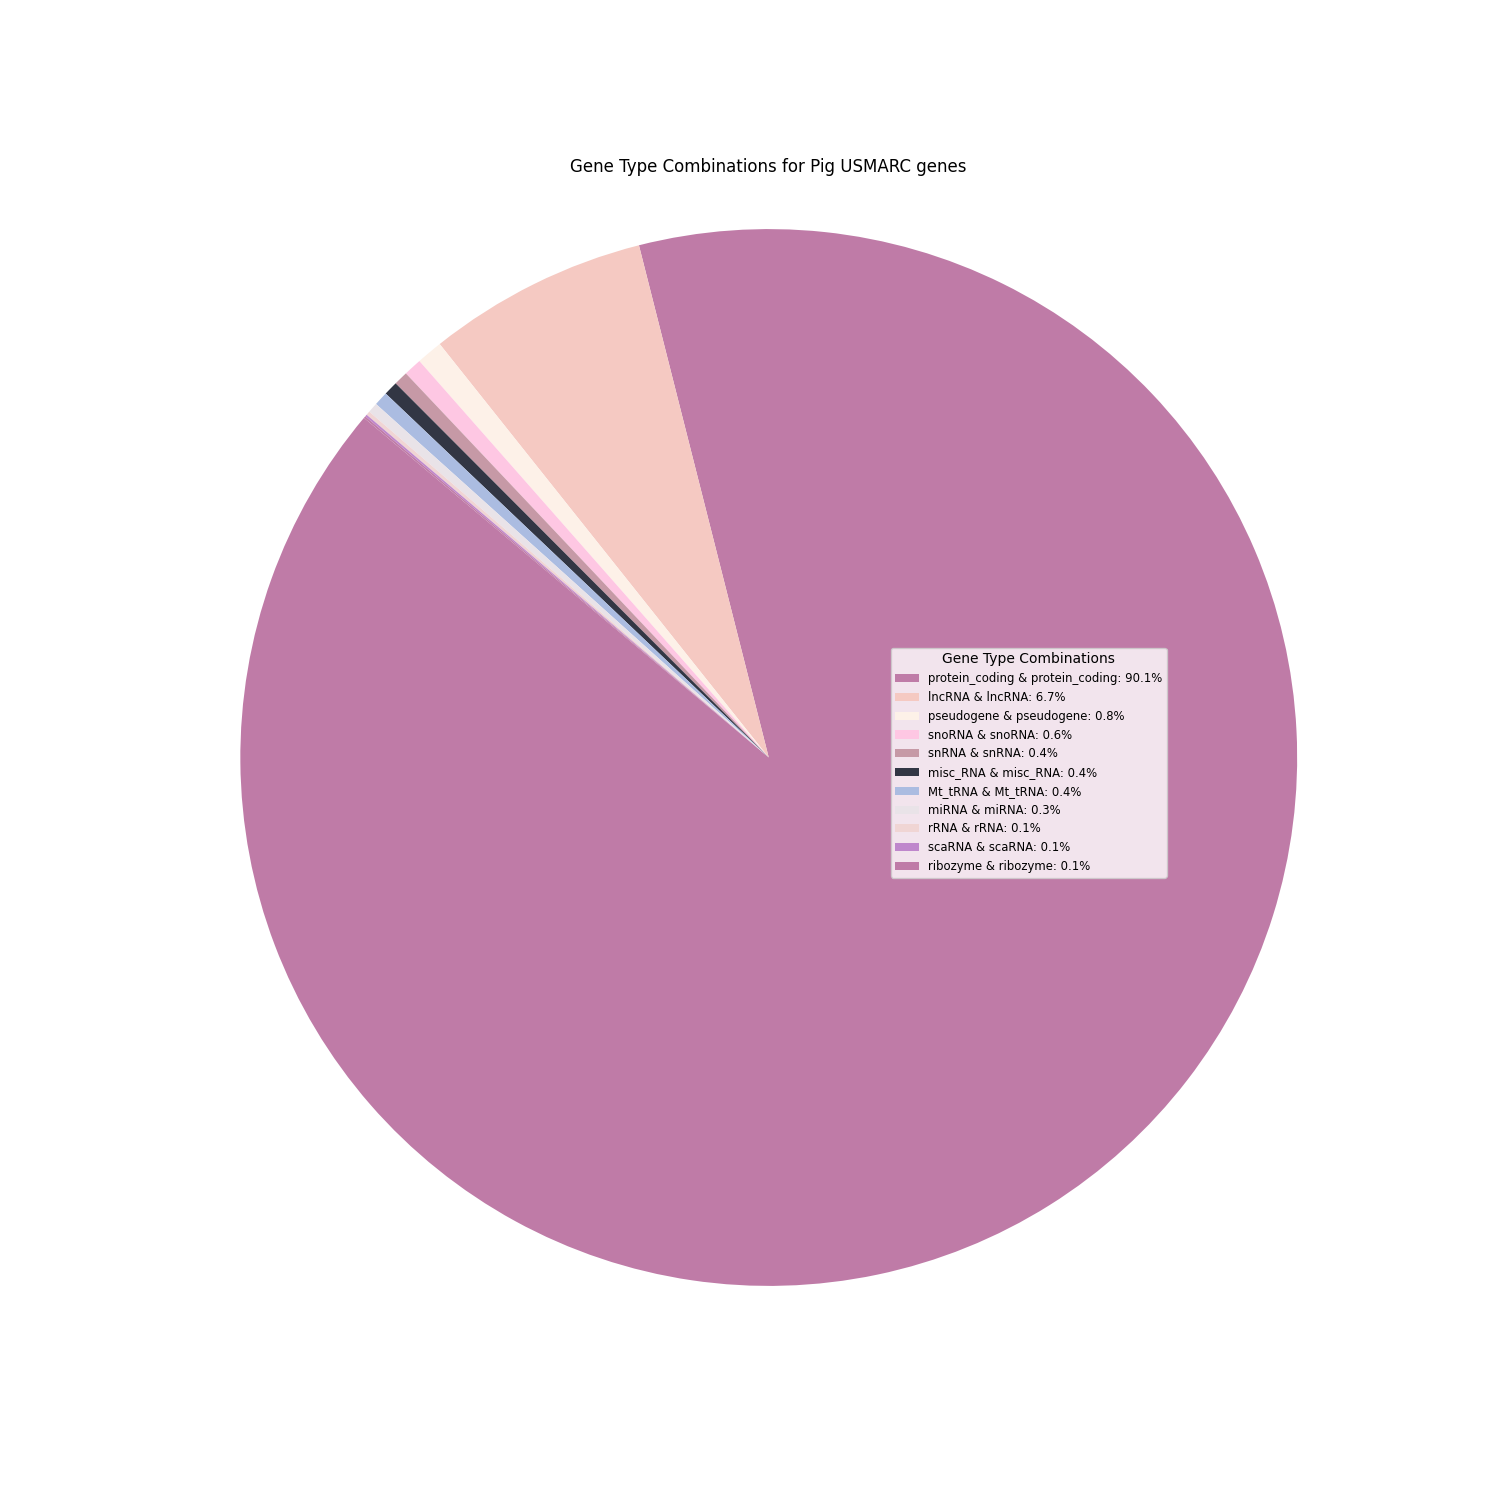 Gene Type Combinations for Pig USMARC genes
Gene Type Combinations
protein_coding & protein_coding: 90.1%
lncRNA & lncRNA: 6.7%
pseudogene & pseudogene: 0.8%
snoRNA & snoRNA: 0.6%
snRNA & snRNA: 0.4%
misc_RNA & misc_RNA: 0.4%
Mt_tRNA & Mt_tRNA: 0.4%
miRNA & miRNA: 0.3%
rRNA & rRNA: 0.1%
scaRNA & scaRNA: 0.1%
ribozyme & ribozyme: 0.1%